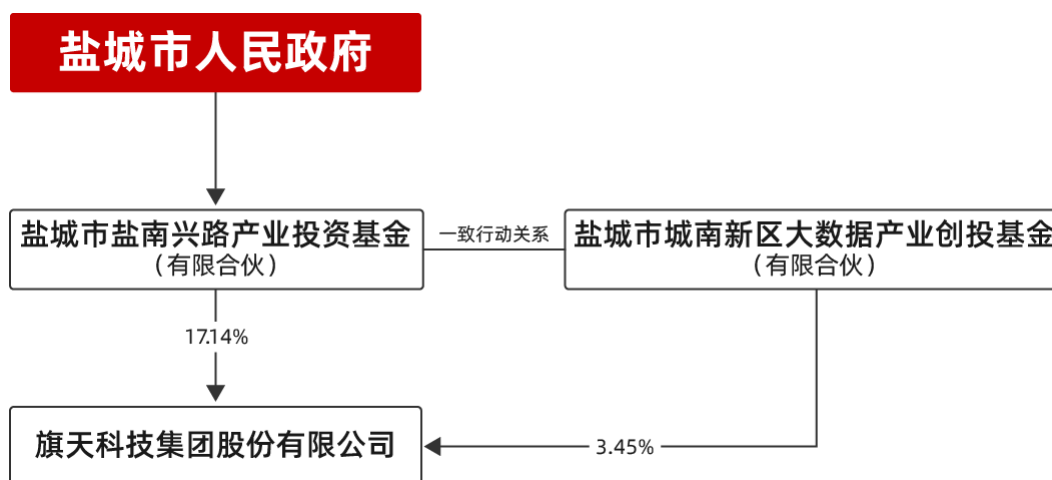 盐城市人民政府
盐城市盐南兴路产业投资基金
（有限合伙）
一致行动关系
盐城市城南新区大数据产业创投基金
（有限合伙）
17.14%
3.45%
旗天科技集团股份有限公司